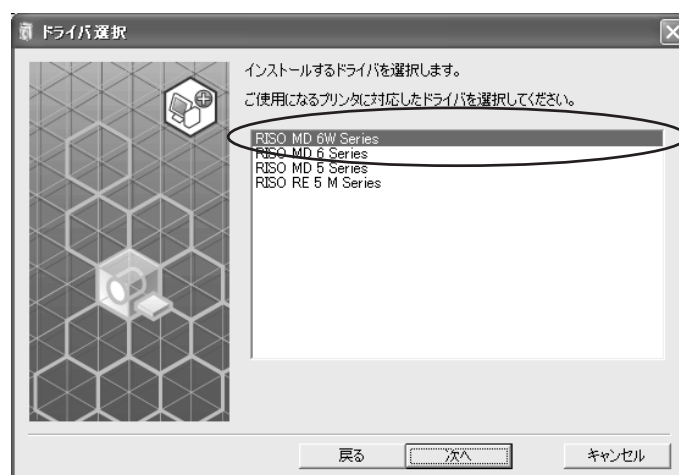 ドライバ選択
インストールするドライバを選択します。
ご使用になるプリンタに対応したドライバを選択してください。
RISO MD 6W Series
RISO MD 6 Series
RISO MD 5 Series
RISO RE 5 M Series
戻る
次へ
キャンセル